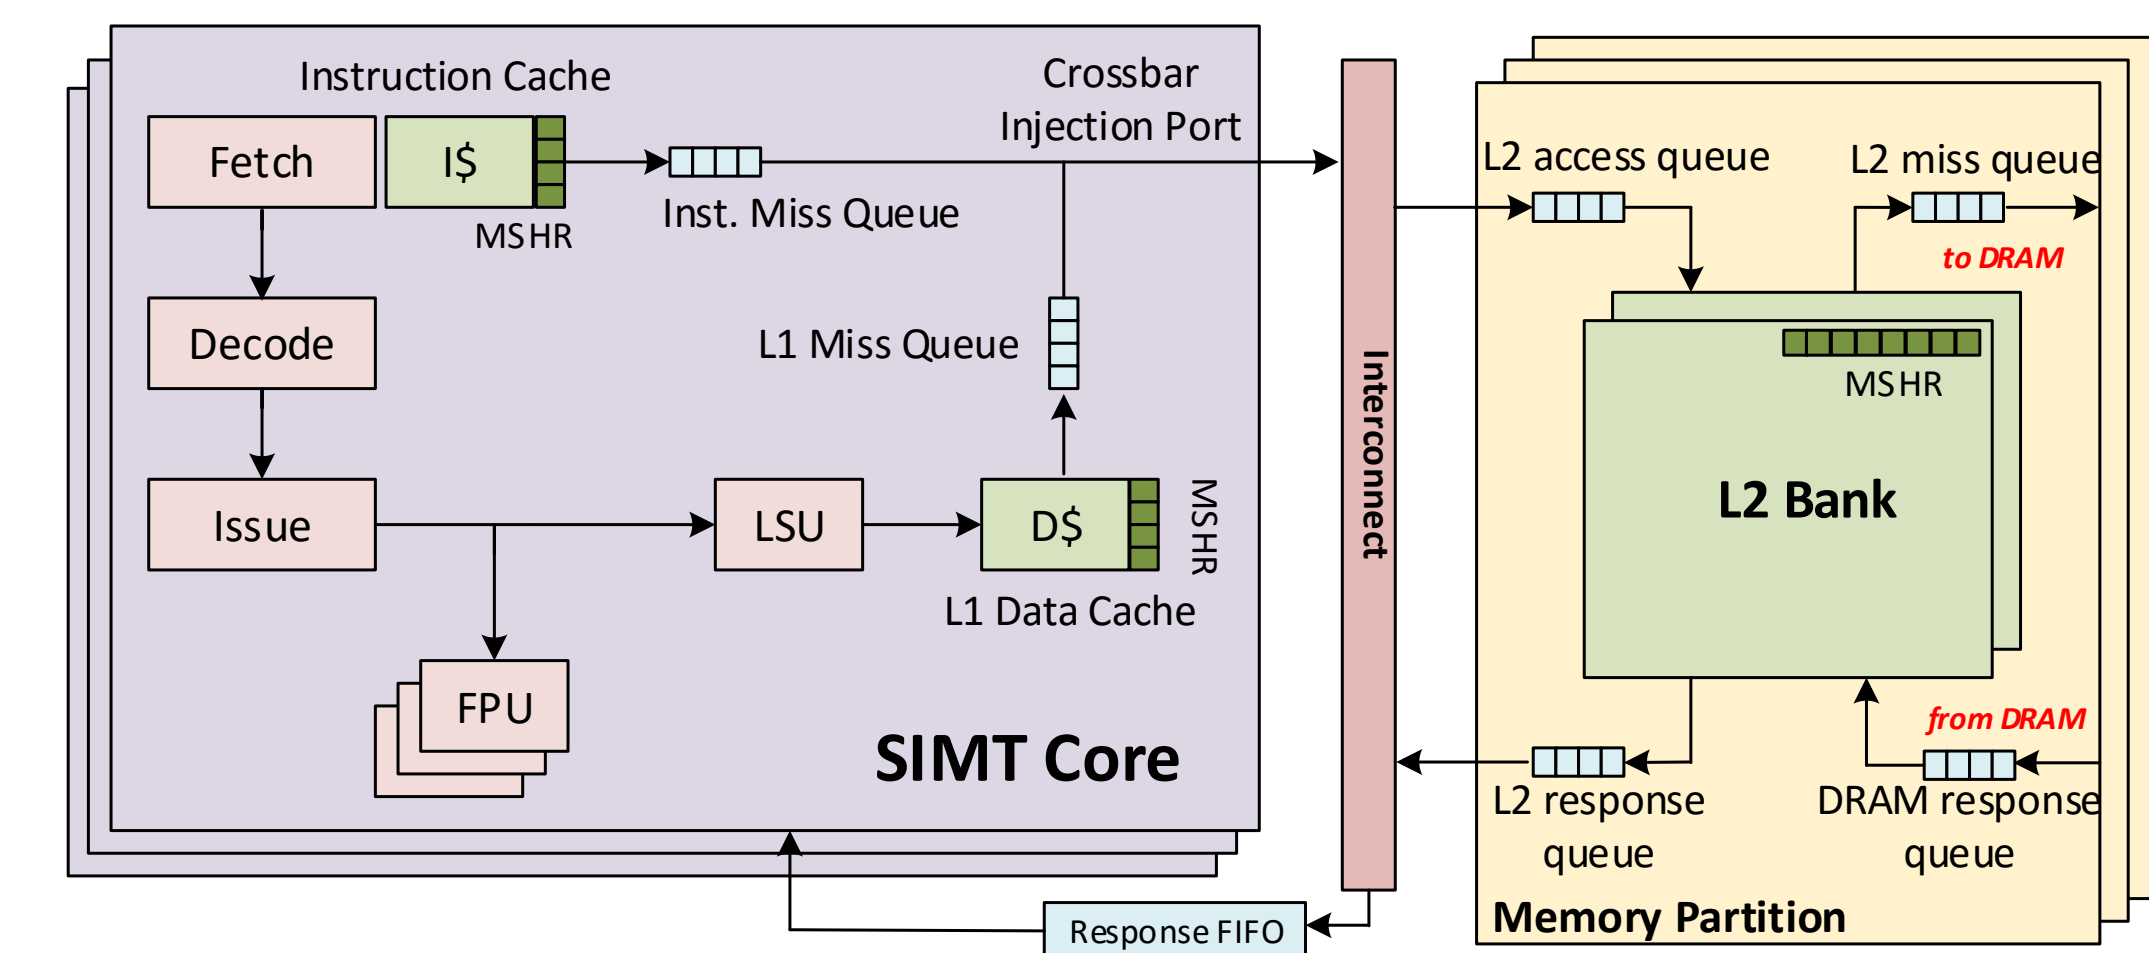 Instruction Cache
Fetch
I$
MSHR
Inst. Miss Queue
Crossbar
Injection Port
Decode
L1 Miss Queue
Issue
LSU
D$
MSHR
L1 Data Cache
FPU
SIMT Core
Response FIFO
Interconnect
L2 access queue
L2 miss queue
to DRAM
MSHR
L2 Bank
from DRAM
L2 response
queue
DRAM response
queue
Memory Partition